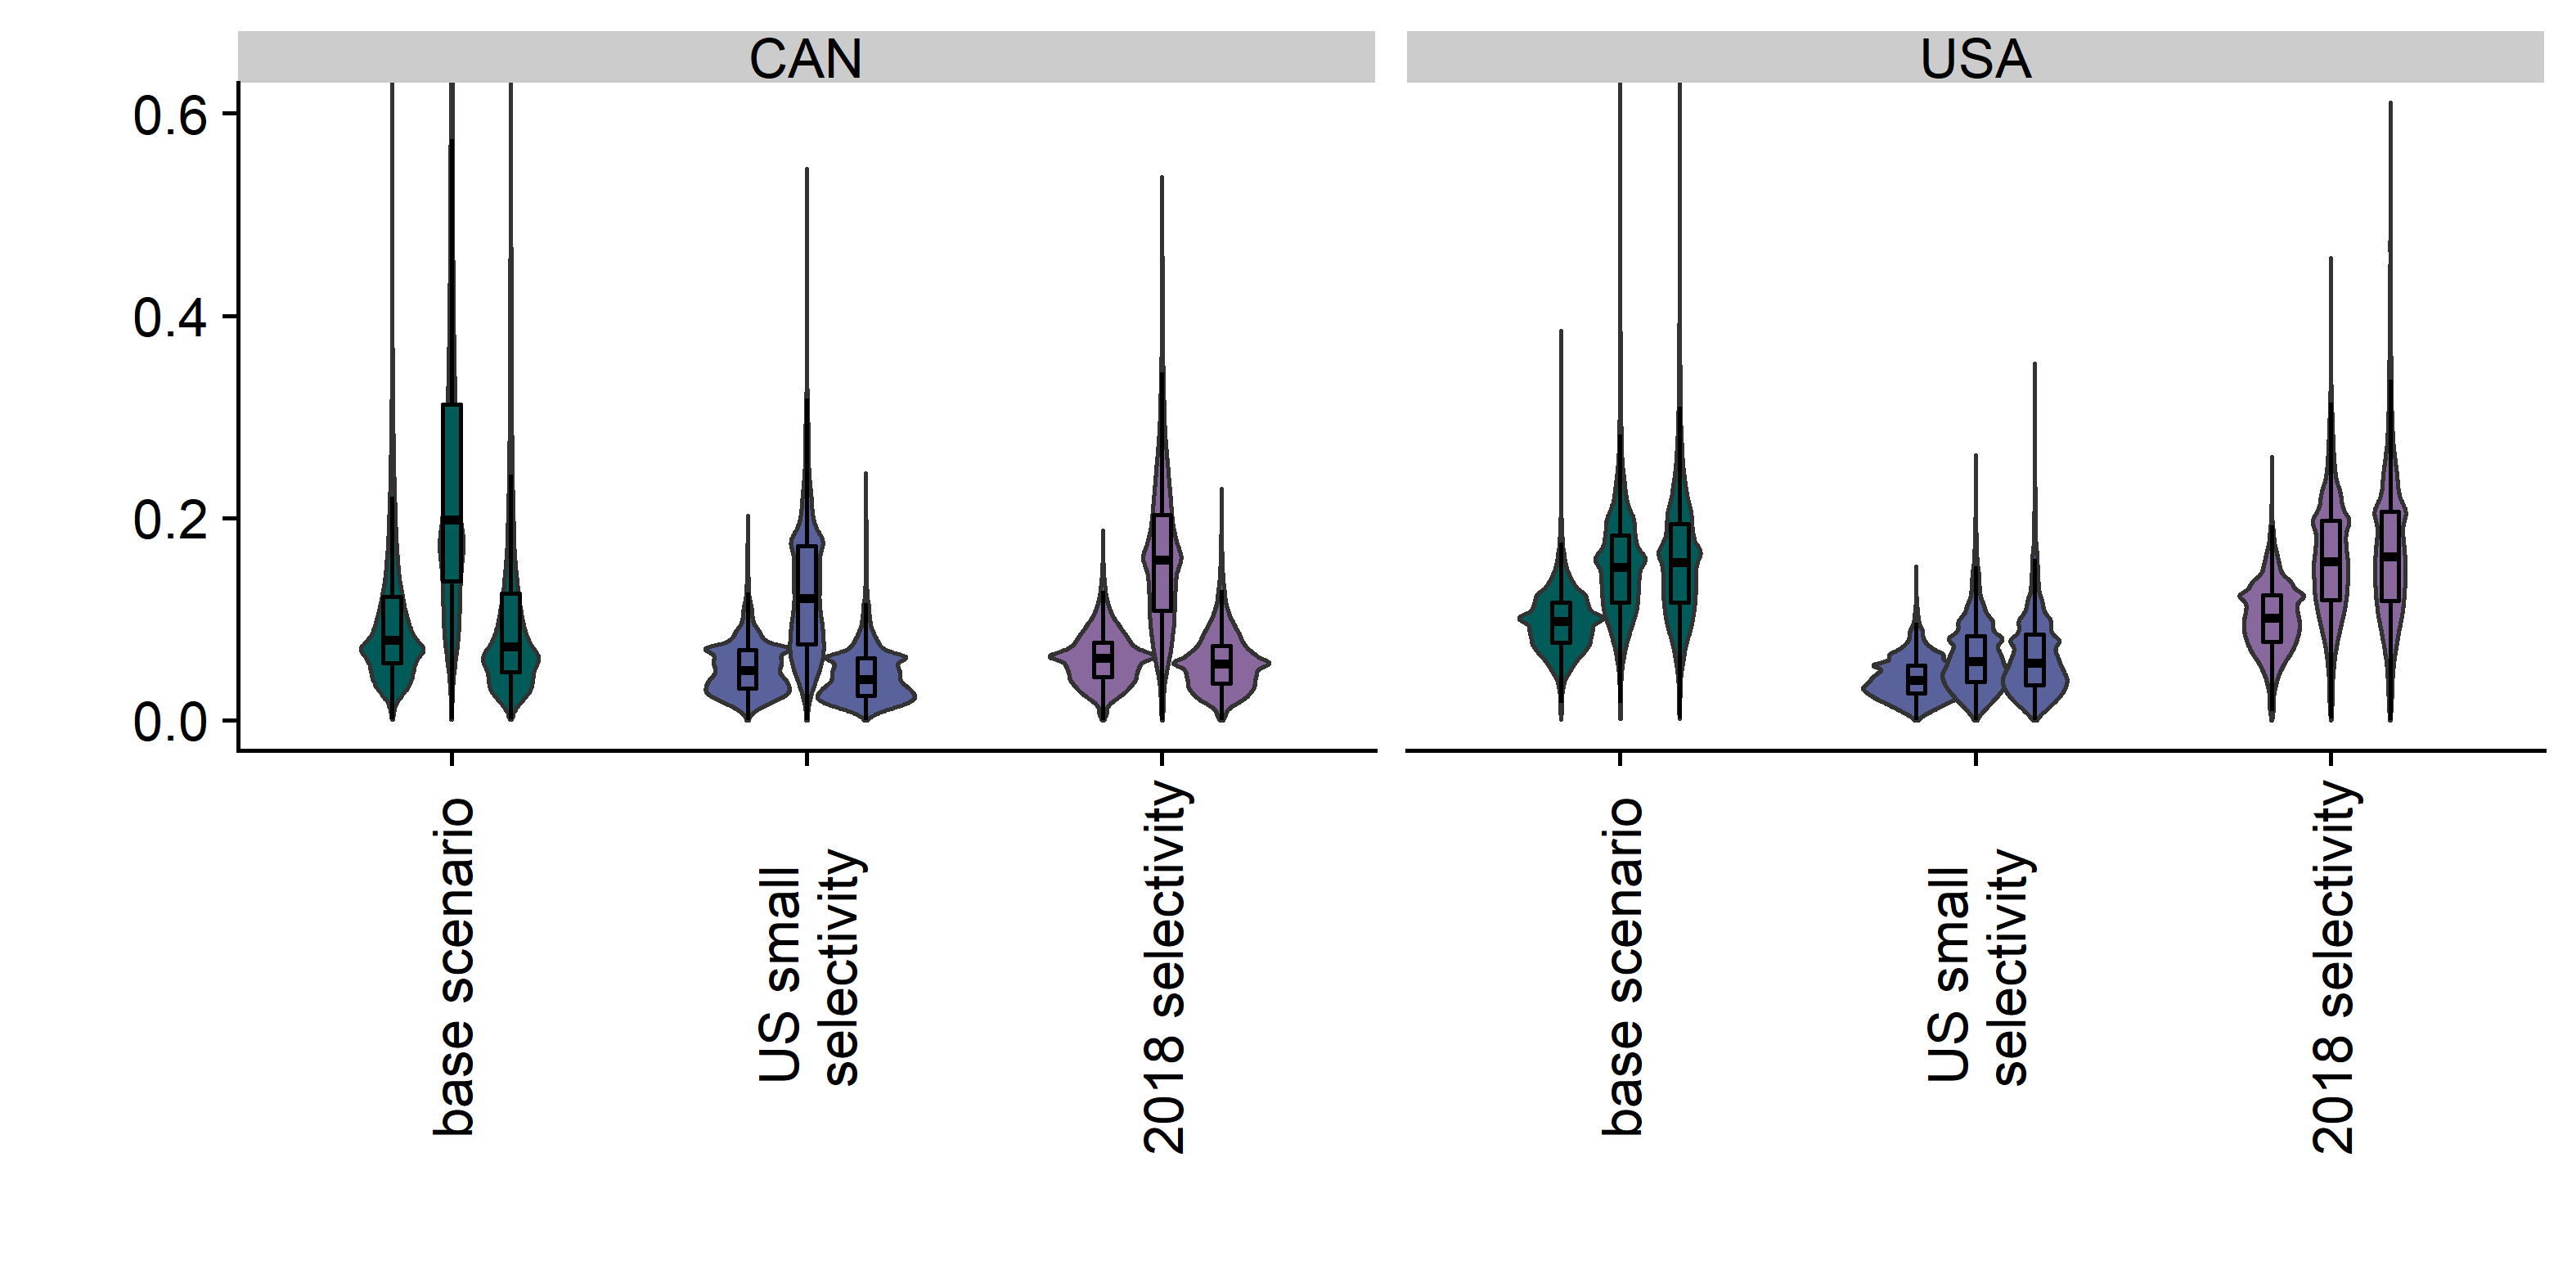 CAN
USA
0.6
0.4
0.2
0.0
base scenario
US small
selectivity
2018 selectivity
base scenario
US small
selectivity
2018 selectivity